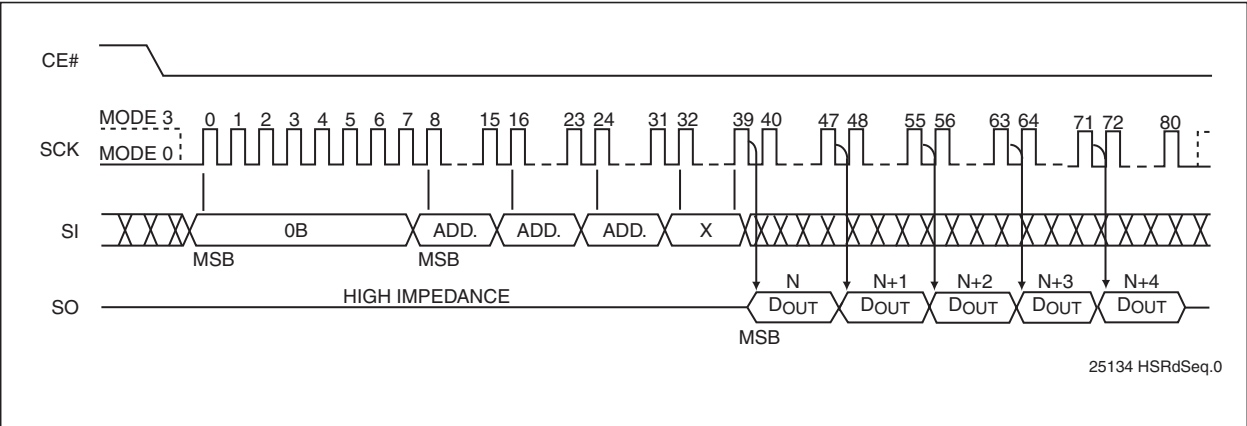 CE#
MODE 3 0 1 2 3 4 5 6 7 8 15 16 23 24 31 32 39 40 47 48 55 56 63 64 71 72 80
SCK MODE 0
SI 0B ADD. ADD. ADD. X
MSB MSB
N N+1 N+2 N+3 N+4
SO HIGH IMPEDANCE DOUT DOUT DOUT DOUT DOUT
MSB
25134 HSRdSeq.0